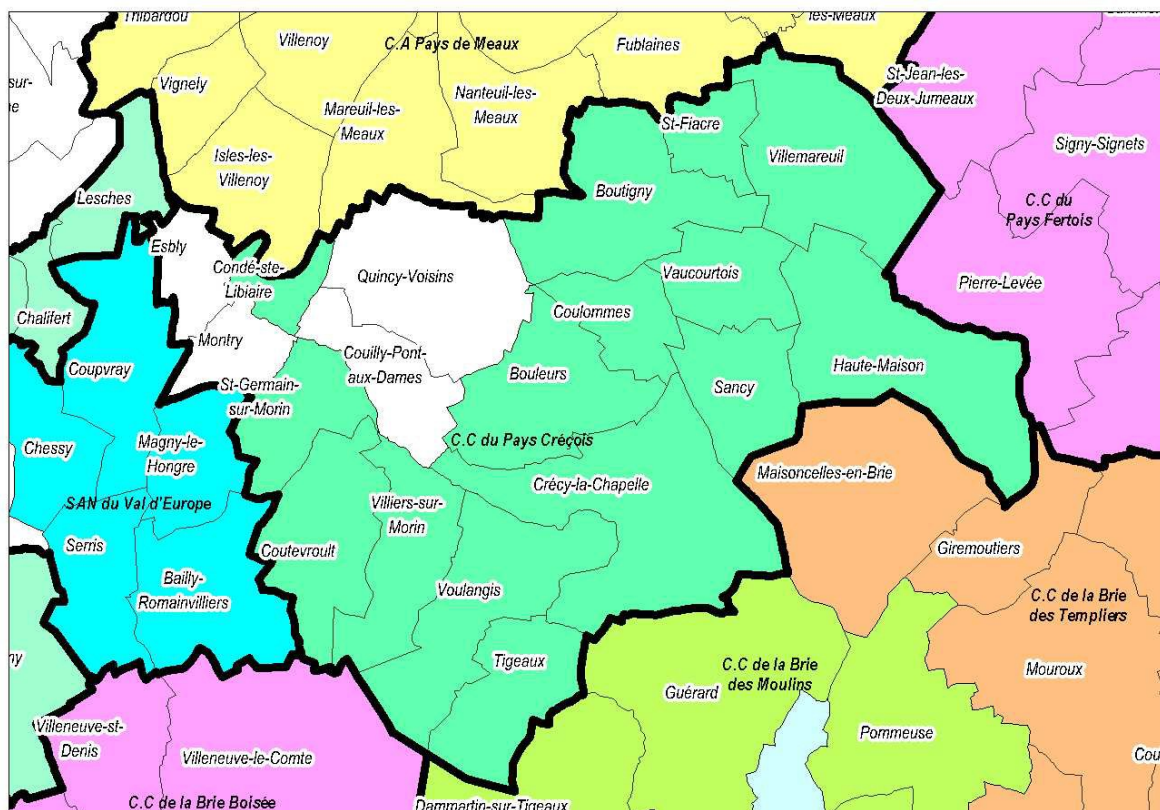 Thibardou
Villenoy
C.A Pays de Meaux
Fublaines
les-Meaux
sur-
Vignely
Mareuil-les-
Meaux
Nanteuil-les-
Meaux
St-Jean-les-
Deux-Jumeaux
St-Fiacre
Villemareuil
Signy-Signets
Isles-les-
Villenoy
Boutigny
Lesches
C.C du
Pays Fertois
Esbly
Condé-ste-
Libiaire
Quincy-Voisins
Vaucourtois
Pierre-Levée
Chalifert
Coulommes
Montry
Couilly-Pont-
aux-Dames
Bouleurs
Haute-Maison
Coupvray
St-Germain-
sur-Morin
Sancy
Chessy
Magny-le-
Hongre
C.C du Pays Créçois
Maisoncelles-en-Brie
Crécy-la-Chapelle
SAN du Val d'Europe
Villiers-sur-
Morin
Serris
Coutevroult
Giremoutiers
Bailly-
Romainvilliers
Voulangis
C.C de la Brie
des Templiers
ny
Tigeaux
C.C de la Brie
des Moulins
Mouroux
Guérard
Villeneuve-st-
Denis
Villeneuve-le-Comte
Pommeuse
Cou
C.C de la Brie Boisée
Dammartin-sur-Tigeaux